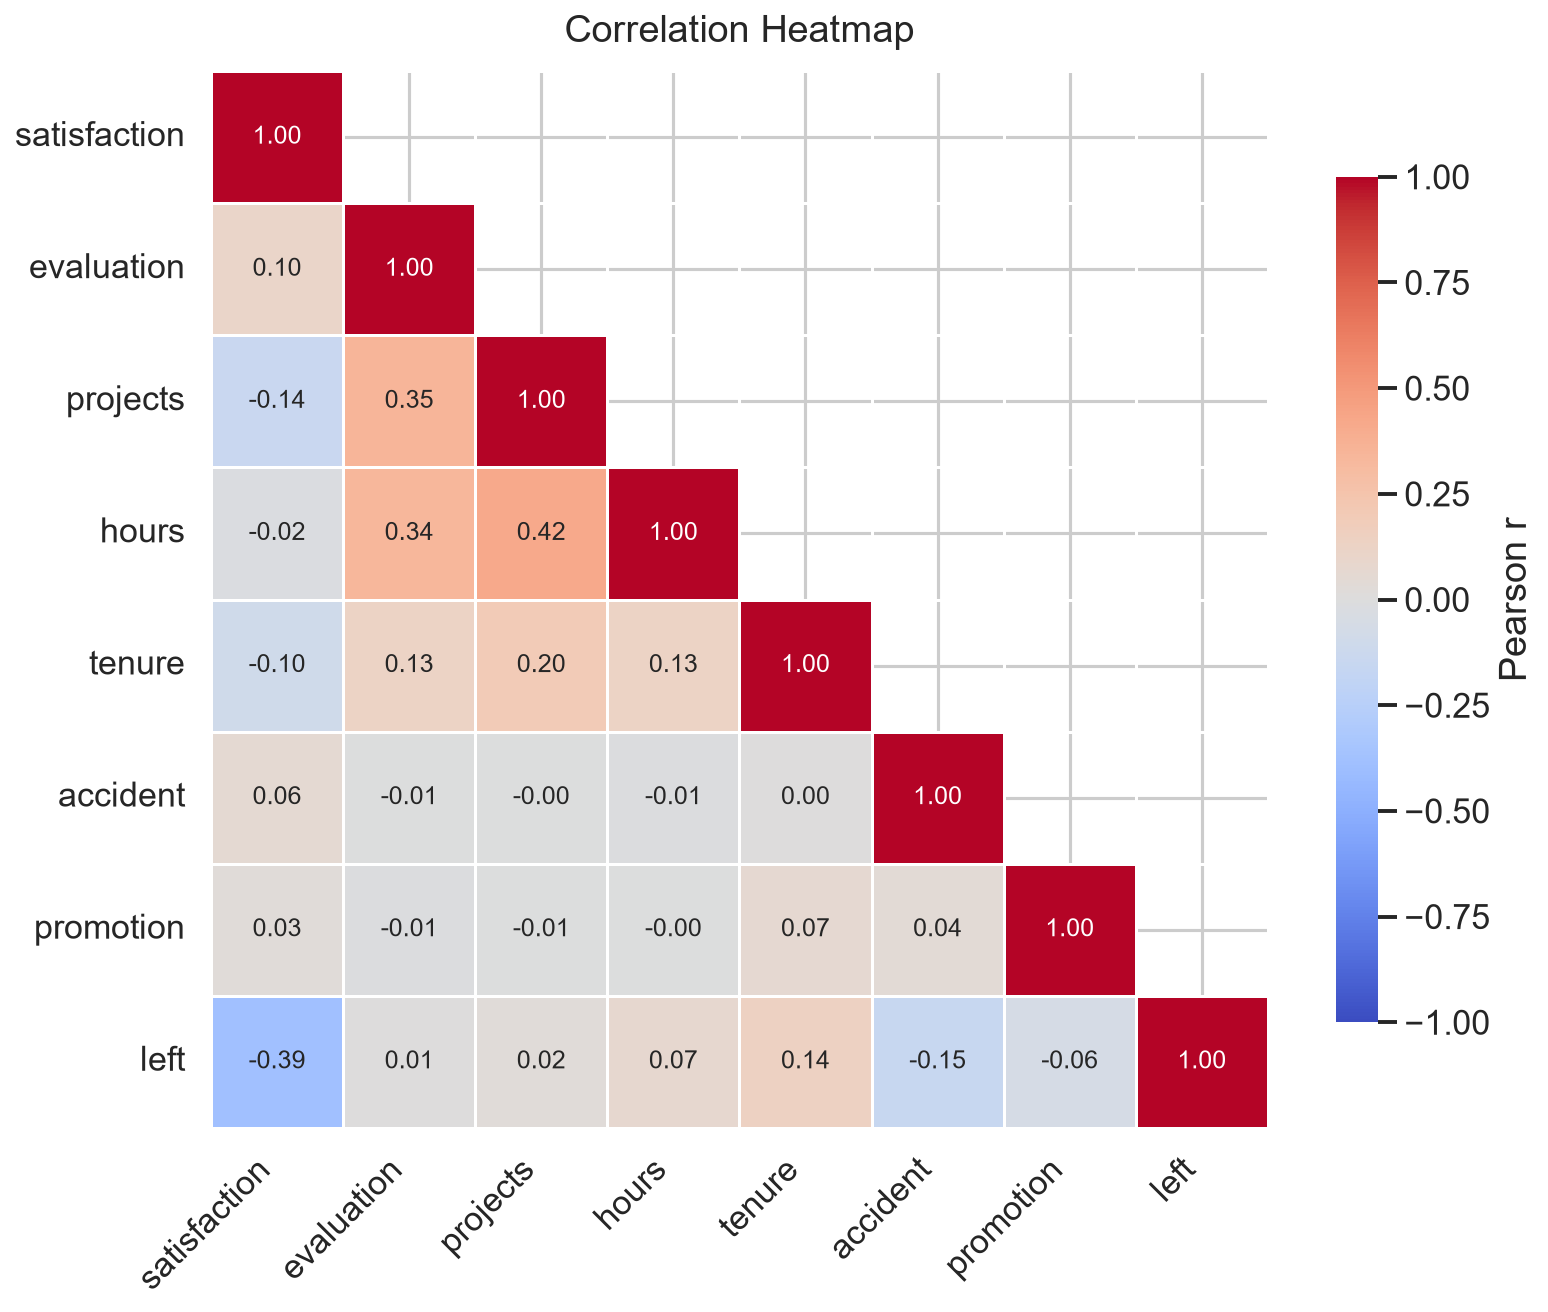 Correlation Heatmap
satisfaction 1.00
evaluation 0.10 1.00
projects -0.14 0.35 1.00
hours -0.02 0.34 0.42 1.00
tenure -0.10 0.13 0.20 0.13 1.00
accident 0.06 -0.01 -0.00 -0.01 0.00 1.00
promotion 0.03 -0.01 -0.01 -0.00 0.07 0.04 1.00
left -0.39 0.01 0.02 0.07 0.14 -0.15 -0.06 1.00
satisfaction evaluation projects hours tenure accident promotion left
1.00
0.75
0.50
0.25
0.00
−0.25
−0.50
−0.75
−1.00
Pearson r